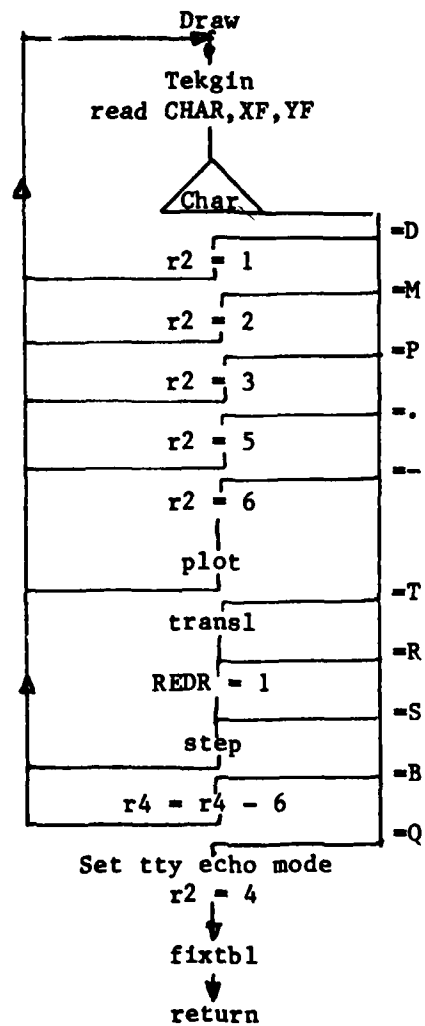 Draw
Tekgin
read CHAR,XF,YF
Char
=D
r2 = 1
=M
r2 = 2
=P
r2 = 3
=.
r2 = 5
=-
r2 = 6
plot
=T
transl
=R
REDR = 1
=S
step
=B
r4 = r4 - 6
=Q
Set tty echo mode
r2 = 4
fixtbl
return